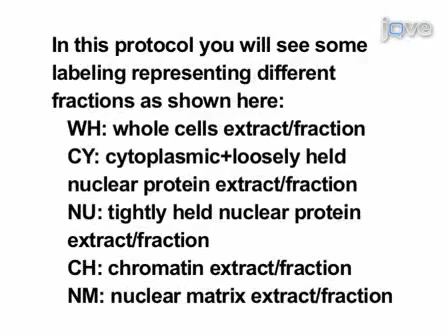 jove
In this protocol you will see some
labeling representing different
fractions as shown here:
WH: whole cells extract/fraction
CY: cytoplasmic+loosely held
nuclear protein extract/fraction
NU: tightly held nuclear protein
extract/fraction
CH: chromatin extract/fraction
NM: nuclear matrix extract/fraction